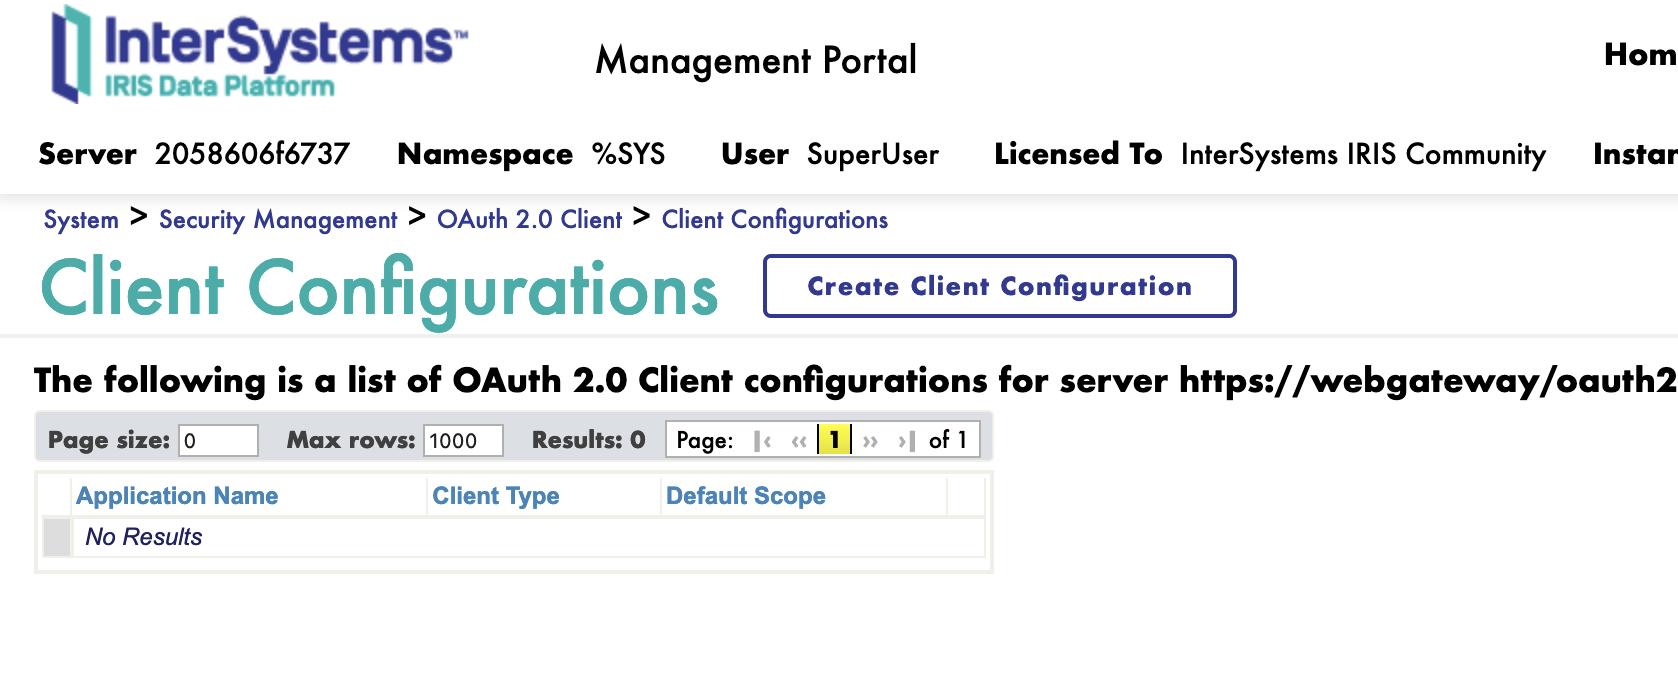 InterSystems™
IRIS Data Platform
Management Portal
Hom
Server 2058606f6737 Namespace %SYS User SuperUser Licensed To InterSystems IRIS Community Instan
System > Security Management > OAuth 2.0 Client > Client Configurations
Client Configurations
Create Client Configuration
The following is a list of OAuth 2.0 Client configurations for server https://webgateway/oauth2
Page size: 0 Max rows: 1000 Results: 0 Page: |‹ ‹‹ 1 ›› ›| of 1
Application Name Client Type Default Scope
No Results